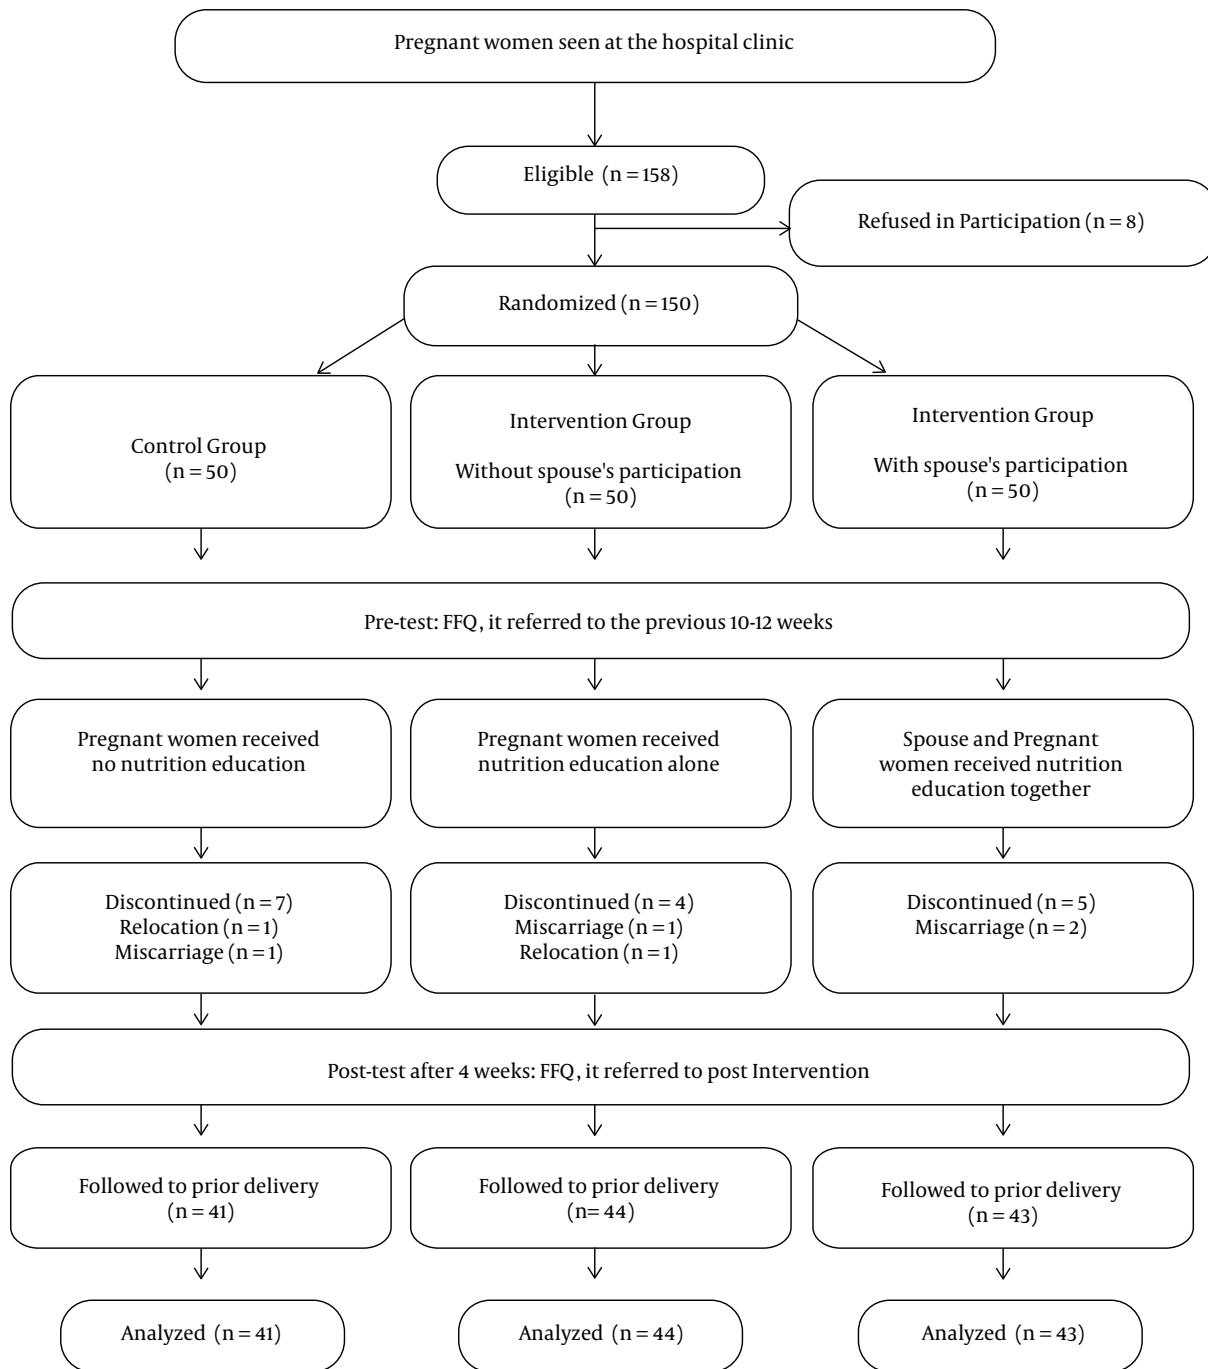 Pregnant women seen at the hospital clinic
Eligible (n = 158)
Refused in Participation (n = 8)
Randomized (n = 150)
Control Group
(n = 50)
Intervention Group
Without spouse's participation
(n = 50)
Intervention Group
With spouse's participation
(n = 50)
Pre-test: FFQ, it referred to the previous 10-12 weeks
Pregnant women received
no nutrition education
Pregnant women received
nutrition education alone
Spouse and Pregnant
women received nutrition
education together
Discontinued (n = 7)
Relocation (n = 1)
Miscarriage (n = 1)
Discontinued (n = 4)
Miscarriage (n = 1)
Relocation (n = 1)
Discontinued (n = 5)
Miscarriage (n = 2)
Post-test after 4 weeks: FFQ, it referred to post Intervention
Followed to prior delivery
(n = 41)
Followed to prior delivery
(n= 44)
Followed to prior delivery
(n = 43)
Analyzed (n = 41)
Analyzed (n = 44)
Analyzed (n = 43)